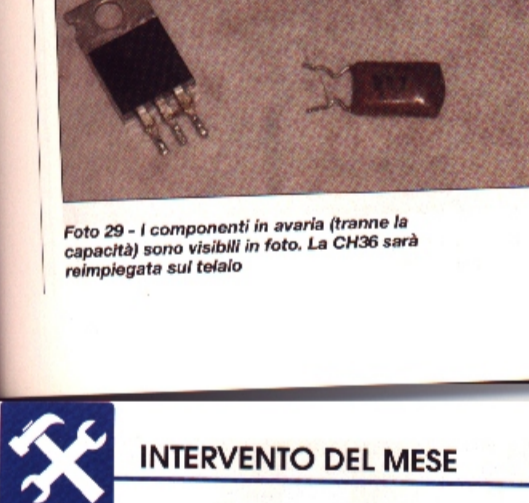 Foto 29 - I componenti in avaria (tranne la
capacità) sono visibili in foto. La CH36 sarà
reimpiegata sul telaio
INTERVENTO DEL MESE